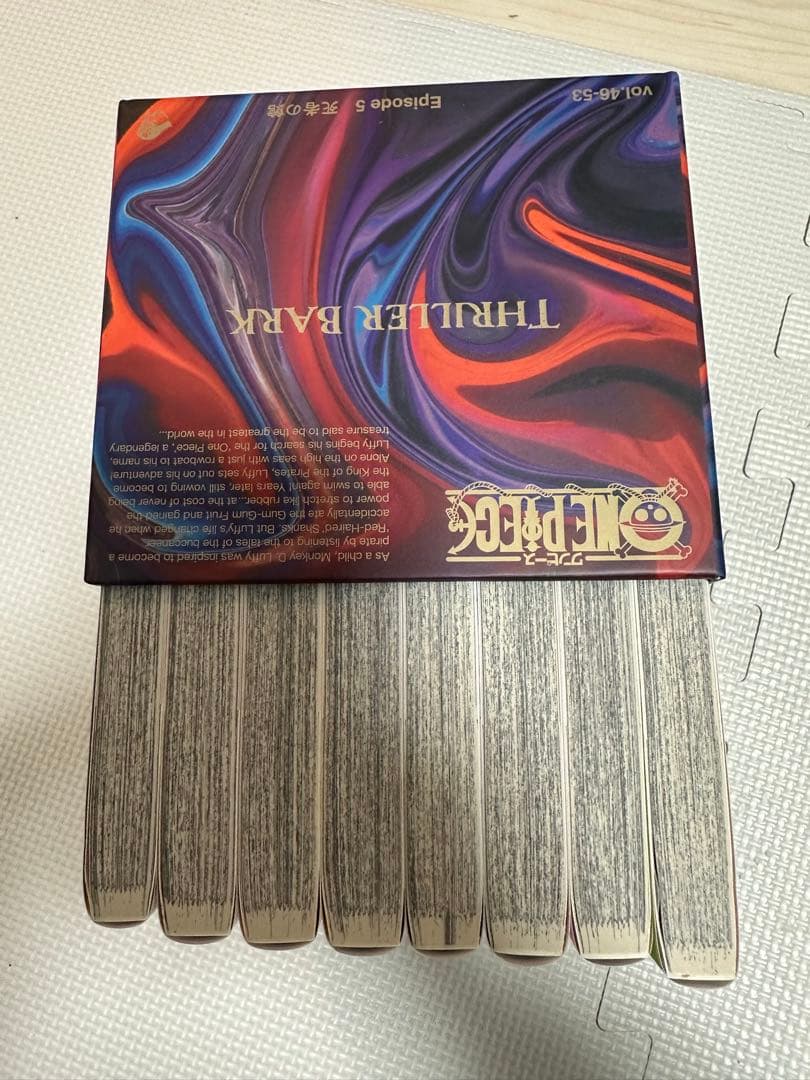 ワンピース
ONE PIECE
As a child, Monkey D. Luffy was inspired to become a
pirate by listening to the tales of the buccaneer
'Red-Haired' Shanks. But, Luffy's life changed when he
accidentally ate the Gum-Gum Fruit and gained the
power to stretch like rubber...at the cost of never being
able to swim again! Years later, still vowing to become
the King of the Pirates, Luffy sets out on his adventure!
Alone on the high seas with just a rowboat to his name,
Luffy begins his search for the 'One Piece', a legendary
treasure said to be the greatest in the world...
THRILLER BARK
vol.46-53
Episode 5